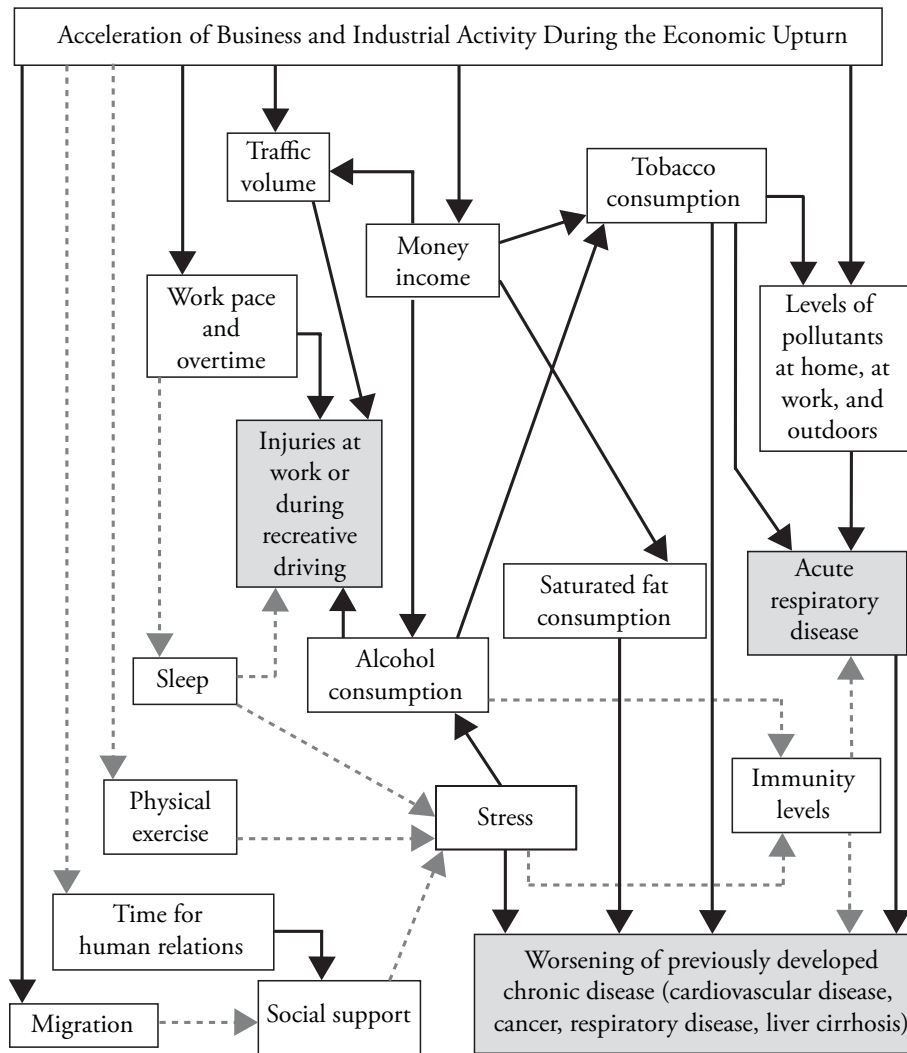 Acceleration of Business and Industrial Activity During the Economic Upturn
Traffic
volume
Tobacco
consumption
Money
income
Work pace
and
overtime
Levels of
pollutants
at home, at
work, and
outdoors
Injuries at
work or
during
recreative
driving
Saturated fat
consumption
Acute
respiratory
disease
Sleep
Alcohol
consumption
Physical
exercise
Stress
Immunity
levels
Time for
human relations
Migration
Social support
Worsening of previously developed
chronic disease (cardiovascular disease,
cancer, respiratory disease, liver cirrhosis)